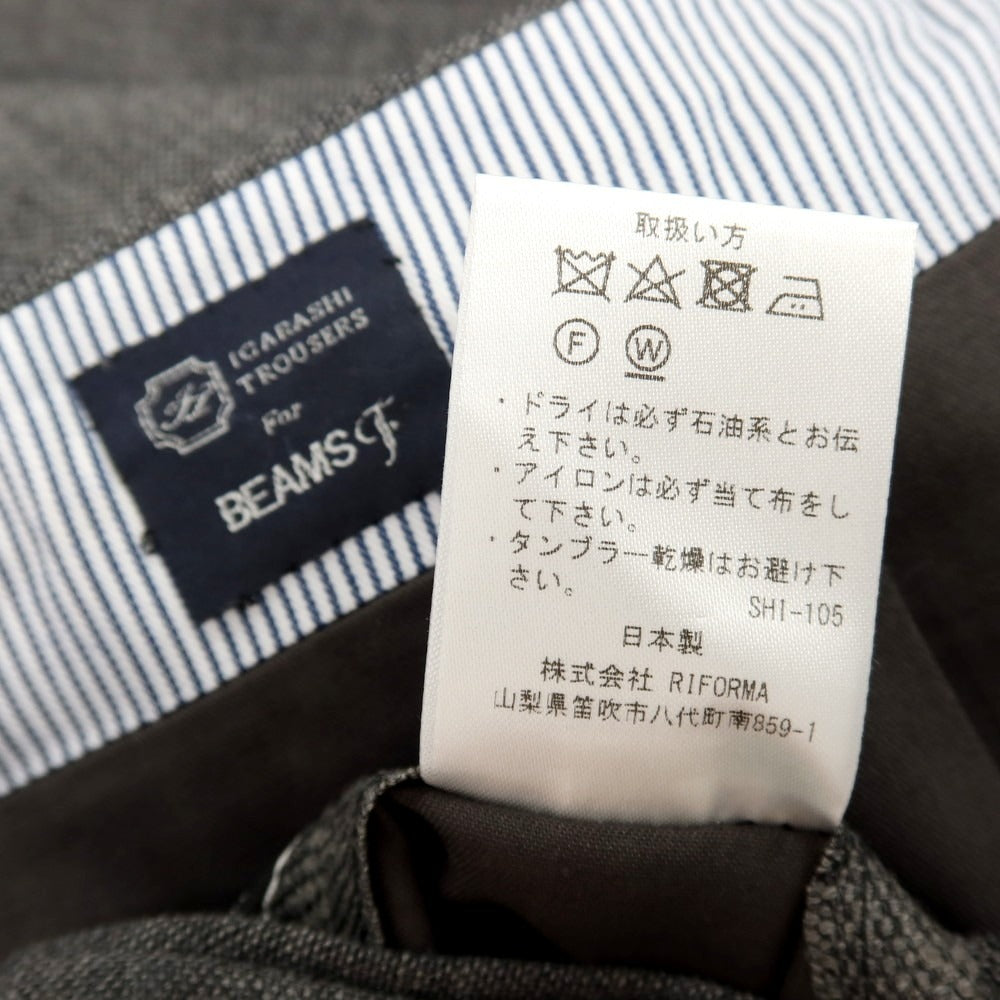 IGARASHI
TROUSERS
For
BEAMS F
取扱い方
F W
・ドライは必ず石油系とお伝
え下さい。
・アイロンは必ず当て布をし
て下さい。
・タンブラー乾燥はお避け下
さい。
SHI-105
日本製
株式会社 RIFORMA
山梨県笛吹市八代町南859-1